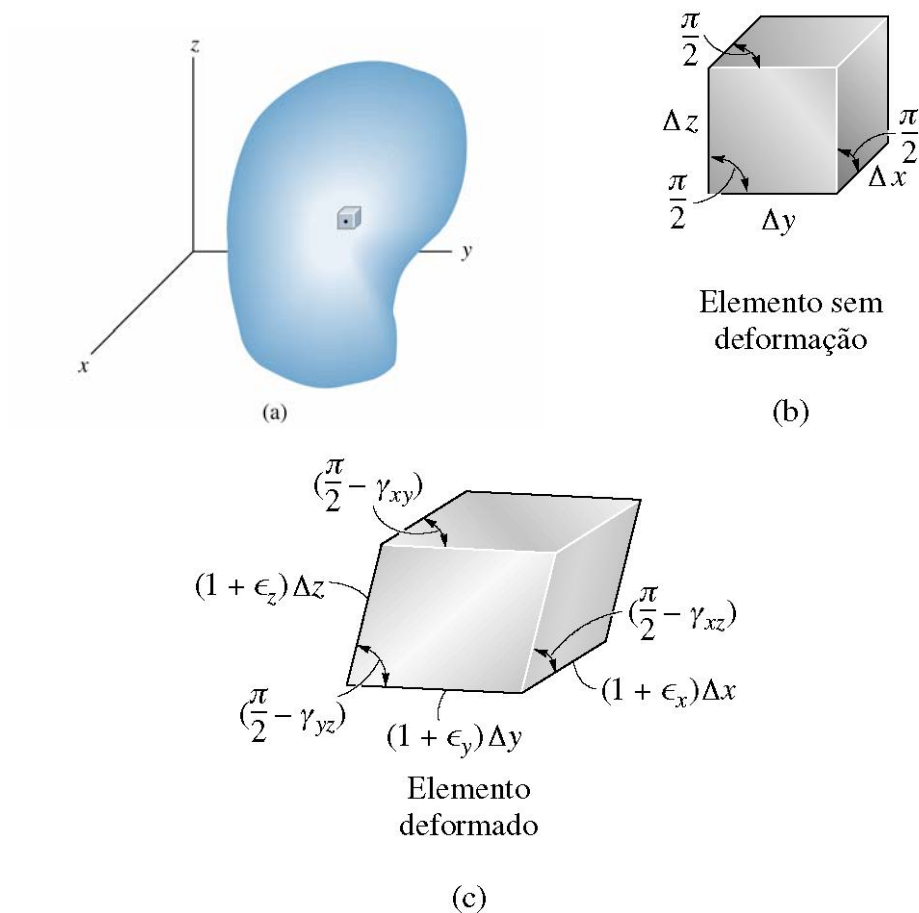 z
y
x
(a)
π/2
Δz
π/2
π/2
Δx
Δy
Elemento sem
deformação
(b)
(π/2 − γxy)
(1 + ϵz)Δz
(π/2 − γxz)
(1 + ϵx)Δx
(π/2 − γyz)
(1 + ϵy)Δy
Elemento
deformado
(c)